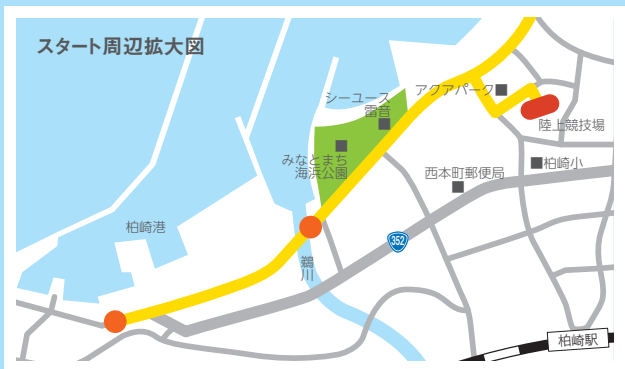 スタート周辺拡大図
シーユース
雷音
アクアパーク
陸上競技場
みなとまち
海浜公園
西本町郵便局
柏崎小
柏崎港
鵜
川
352
柏崎駅